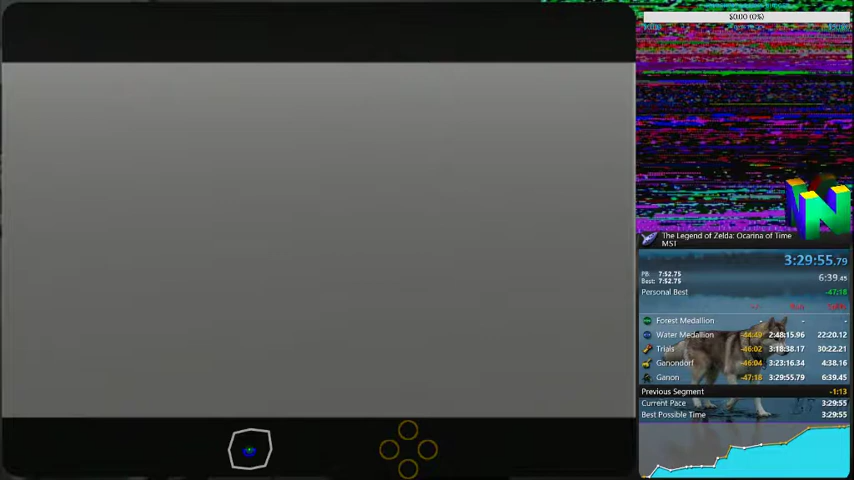 $0.00 (0%)
The Legend of Zelda: Ocarina of Time
MST
3:29:55.79
PB: 7:52.75
Best: 7:52.75
6:39.45
Personal Best -47:18
+/- Run
Forest Medallion - - -
Water Medallion -44:49 2:48:15.96 22:20.12
Trials -46:02 3:18:38.17 30:22.21
Ganondorf -46:04 3:23:16.34 4:38.16
Ganon -47:18 3:29:55.79 6:39.45
Previous Segment -1:13
Current Pace 3:29:55
Best Possible Time 3:29:55